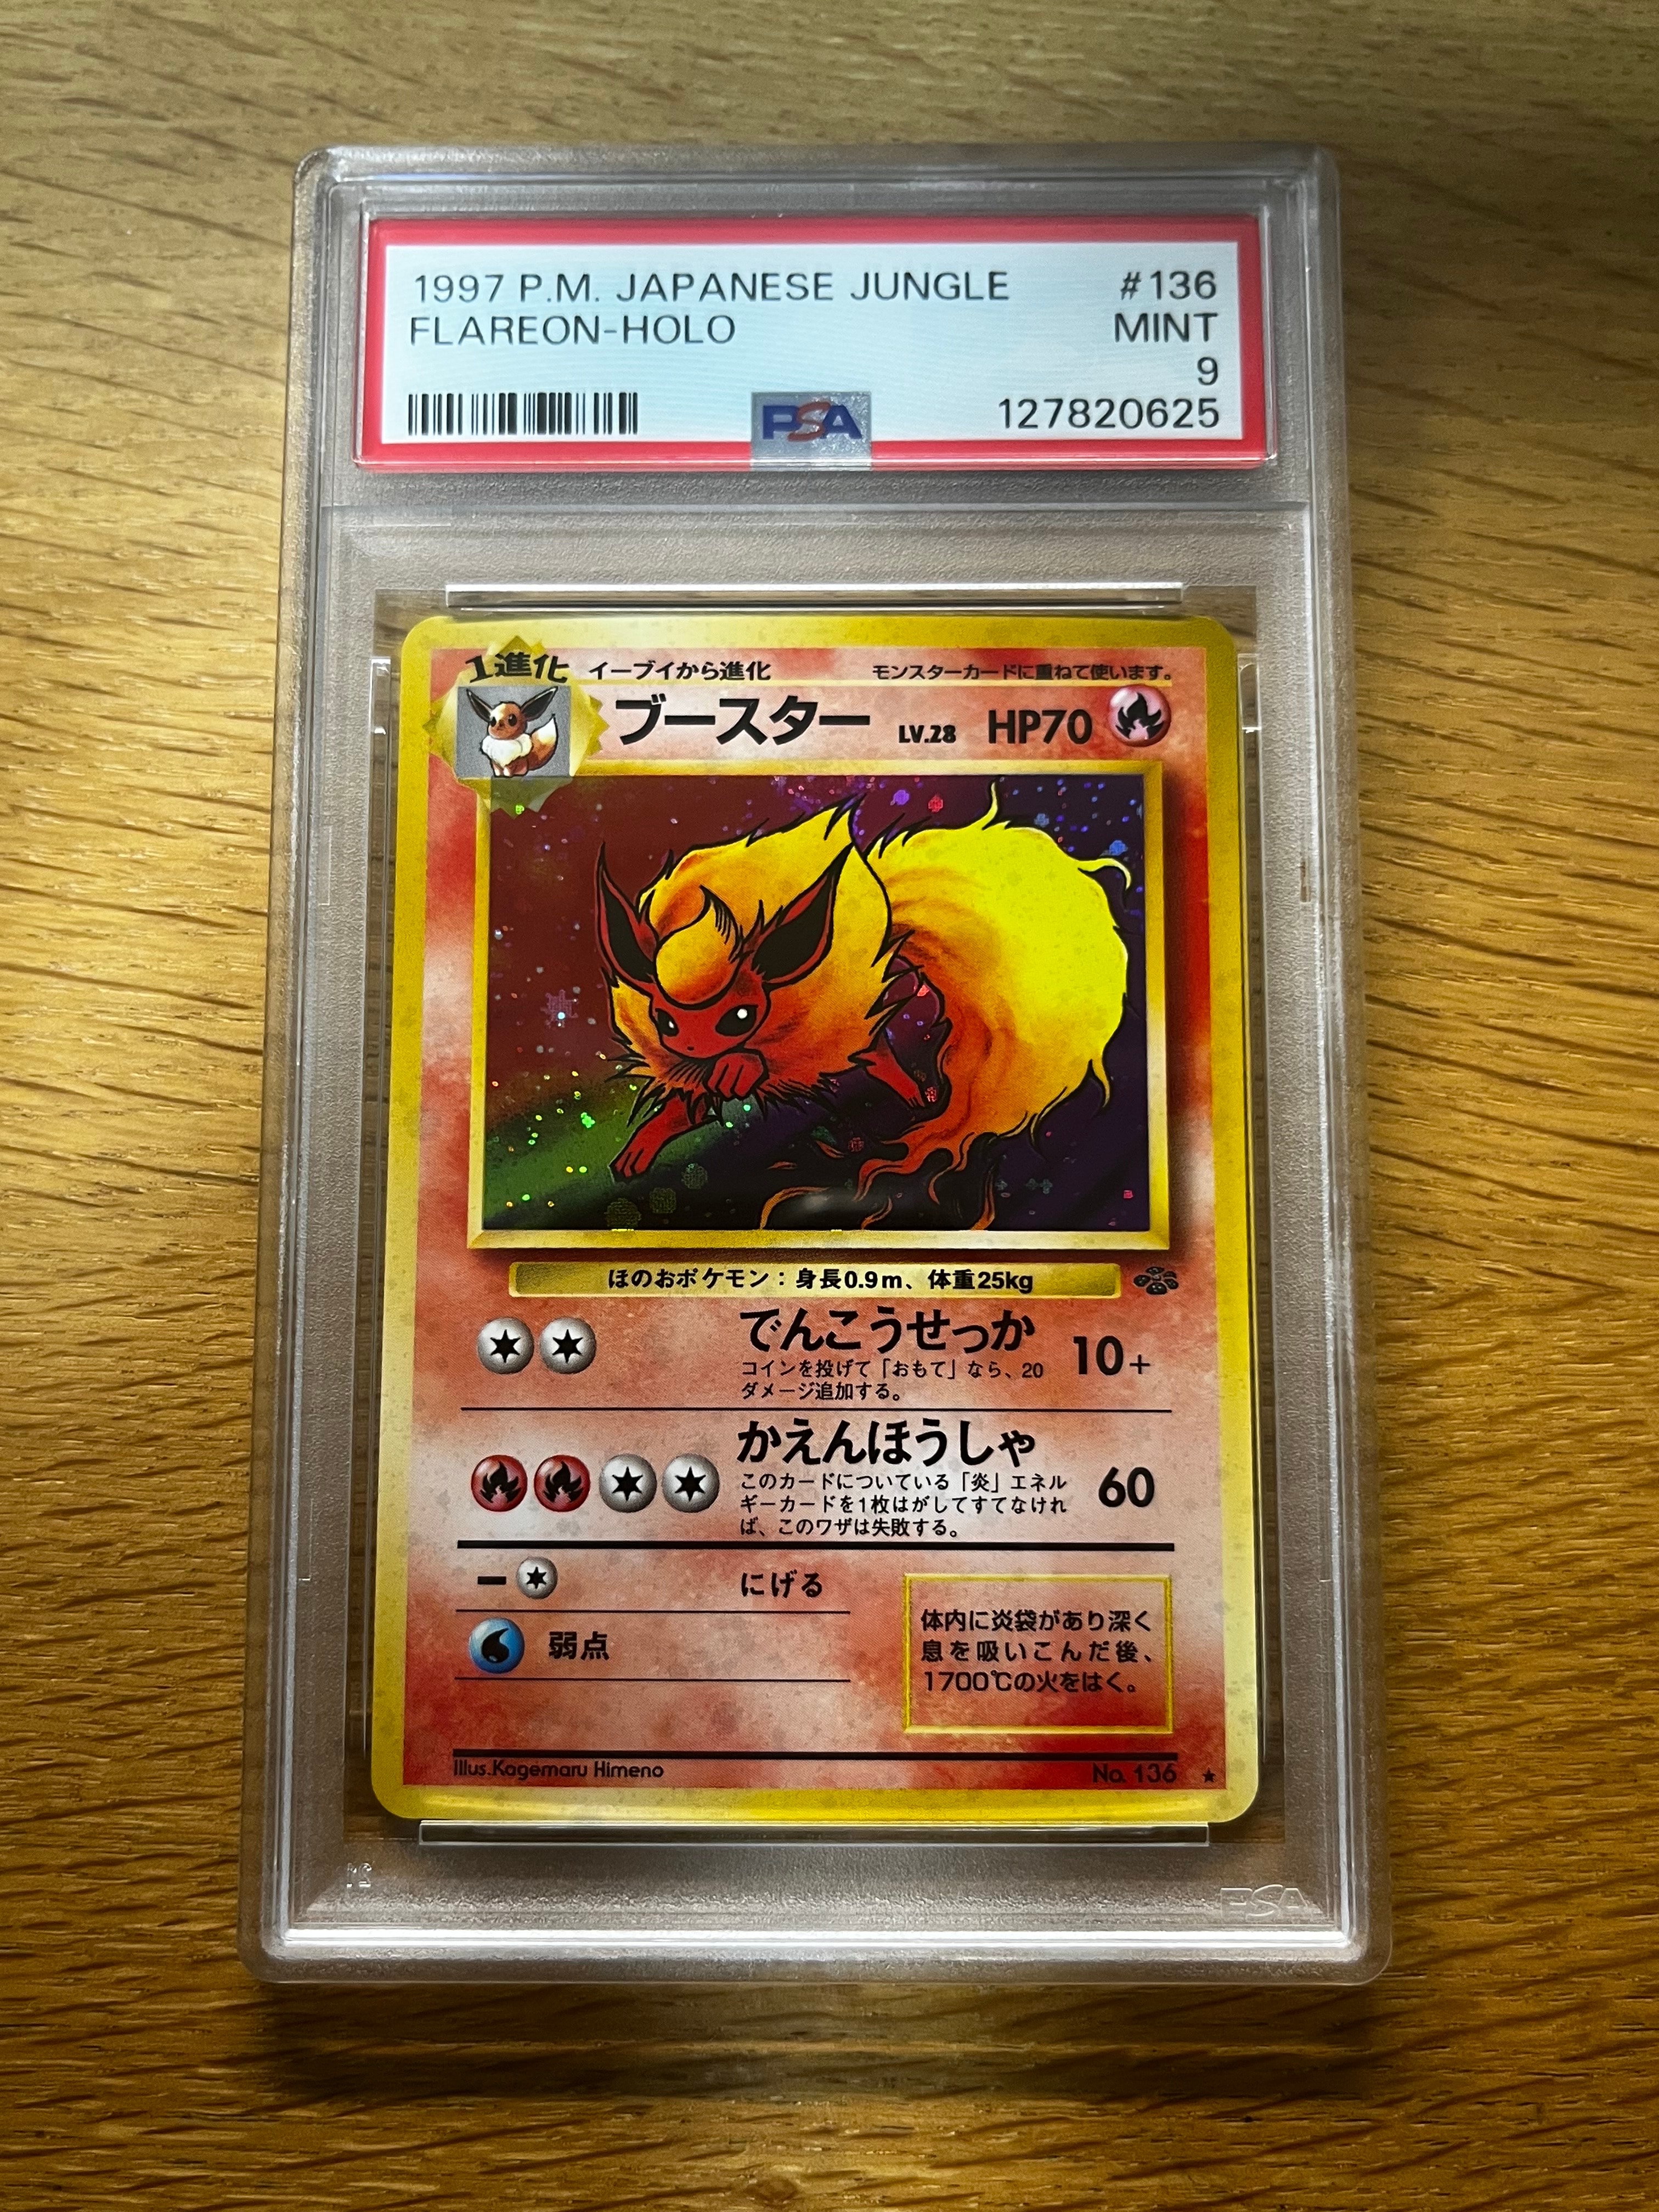 1997 P.M. JAPANESE JUNGLE #136
FLAREON-HOLO MINT
9
PSA 127820625
1進化 イーブイから進化 モンスターカードに重ねて使います。
ブースター LV.28 HP70
ほのおポケモン：身長0.9m、体重25kg
でんこうせっか 10+
コインを投げて「おもて」なら、20
ダメージ追加する。
かえんほうしゃ 60
このカードについている「炎」エネル
ギーカードを1枚はがしてすてなけれ
ば、このワザは失敗する。
にげる
弱点
体内に炎袋があり深く
息を吸いこんだ後、
1700℃の火をはく。
Illus.Kagemaru Himeno No. 136 ★
PSA